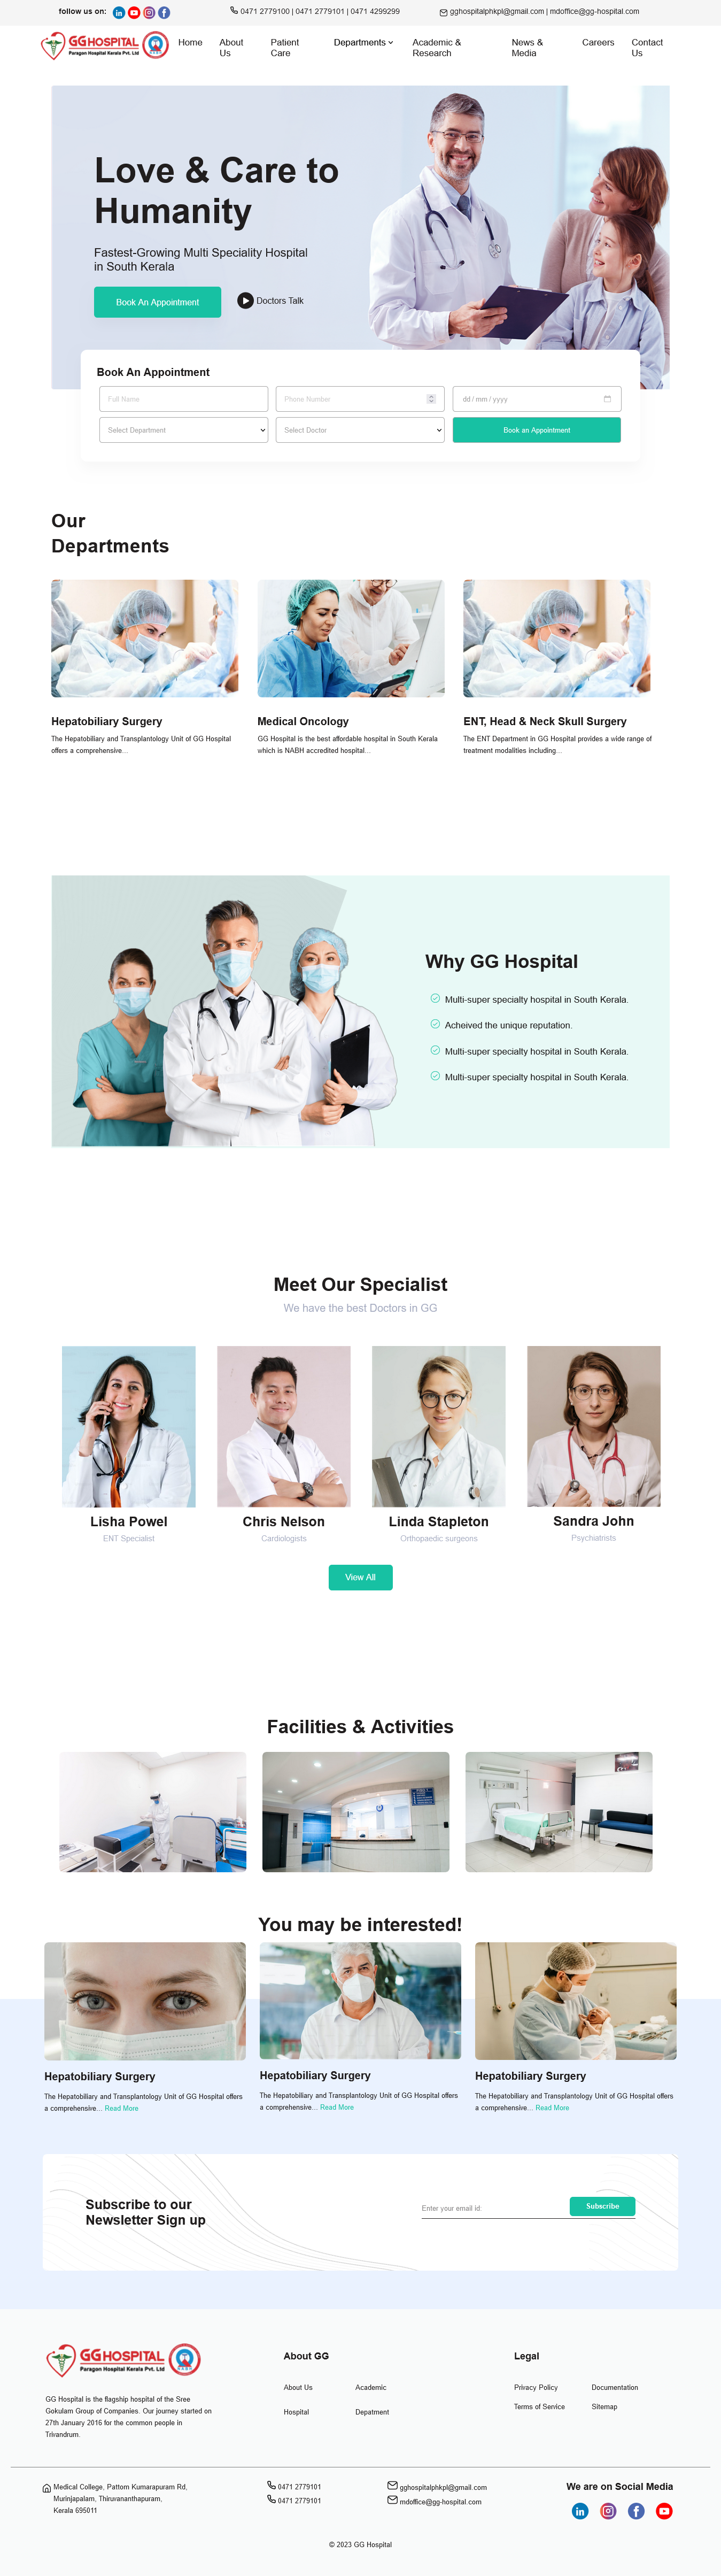 follow us on:
0471 2779100 | 0471 2779101 | 0471 4299299
gghospitalphkpl@gmail.com | mdoffice@gg-hospital.com
GG HOSPITAL
Paragon Hospital Kerala Pvt. Ltd
Home
About Us
Patient Care
Departments
Academic & Research
News & Media
Careers
Contact Us
Love & Care to
Humanity
Fastest-Growing Multi Speciality Hospital
in South Kerala
Book An Appointment
Doctors Talk
Book An Appointment
Full Name
Phone Number
dd / mm / yyyy
Select Department
Select Doctor
Book an Appointment
Our
Departments
Hepatobiliary Surgery
The Hepatobiliary and Transplantology Unit of GG Hospital
offers a comprehensive...
Medical Oncology
GG Hospital is the best affordable hospital in South Kerala
which is NABH accredited hospital...
ENT, Head & Neck Skull Surgery
The ENT Department in GG Hospital provides a wide range of
treatment modalities including...
Why GG Hospital
Multi-super specialty hospital in South Kerala.
Acheived the unique reputation.
Multi-super specialty hospital in South Kerala.
Multi-super specialty hospital in South Kerala.
Meet Our Specialist
We have the best Doctors in GG
Lisha Powel
ENT Specialist
Chris Nelson
Cardiologists
Linda Stapleton
Orthopaedic surgeons
Sandra John
Psychiatrists
View All
Facilities & Activities
You may be interested!
Hepatobiliary Surgery
The Hepatobiliary and Transplantology Unit of GG Hospital offers
a comprehensive... Read More
Hepatobiliary Surgery
The Hepatobiliary and Transplantology Unit of GG Hospital offers
a comprehensive... Read More
Hepatobiliary Surgery
The Hepatobiliary and Transplantology Unit of GG Hospital offers
a comprehensive... Read More
Subscribe to our
Newsletter Sign up
Enter your email id:
Subscribe
GG HOSPITAL
Paragon Hospital Kerala Pvt. Ltd
GG Hospital is the flagship hospital of the Sree
Gokulam Group of Companies. Our journey started on
27th January 2016 for the common people in
Trivandrum.
About GG
About Us
Academic
Hospital
Depatment
Legal
Privacy Policy
Documentation
Terms of Service
Sitemap
Medical College, Pattom Kumarapuram Rd,
Murinjapalam, Thiruvananthapuram,
Kerala 695011
0471 2779101
0471 2779101
gghospitalphkpl@gmail.com
mdoffice@gg-hospital.com
We are on Social Media
© 2023 GG Hospital